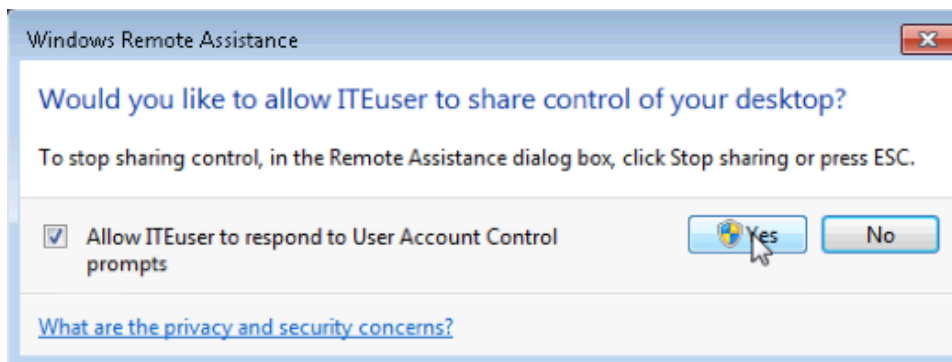 Windows Remote Assistance
Would you like to allow ITEuser to share control of your desktop?
To stop sharing control, in the Remote Assistance dialog box, click Stop sharing or press ESC.
Allow ITEuser to respond to User Account Control
prompts
Yes
No
What are the privacy and security concerns?